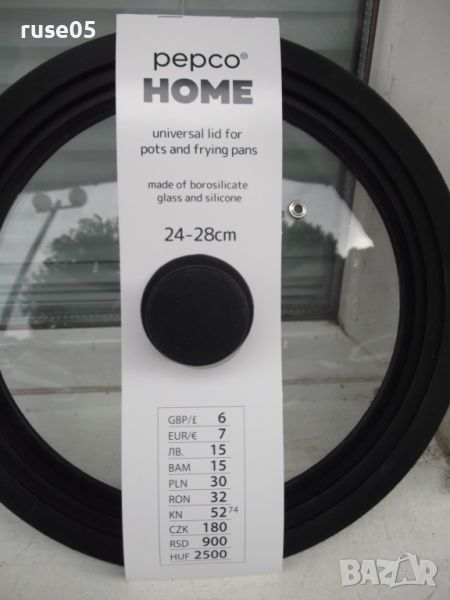 ruse05
pepco®
HOME
universal lid for
pots and frying pans
made of borosilicate
glass and silicone
24-28cm
GBP/£ 6
EUR/€ 7
ЛВ. 15
BAM 15
PLN 30
RON 32
KN 52,74
CZK 180
RSD 900
HUF 2500
BAZAR